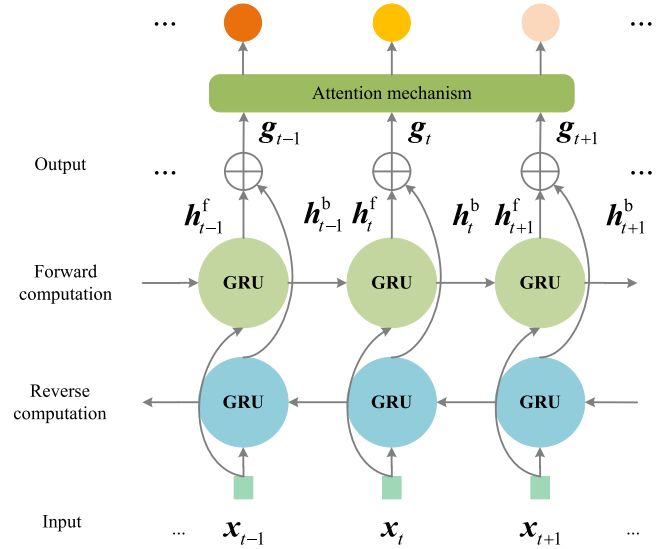 ... ...
Attention mechanism
g_{t−1} g_t g_{t+1}
Output ... ...
h^f_{t−1} h^b_{t−1} h^f_t h^b_t h^f_{t+1} h^b_{t+1}
Forward
computation
GRU GRU GRU
Reverse
computation
GRU GRU GRU
Input ... x_{t−1} x_t x_{t+1} ...